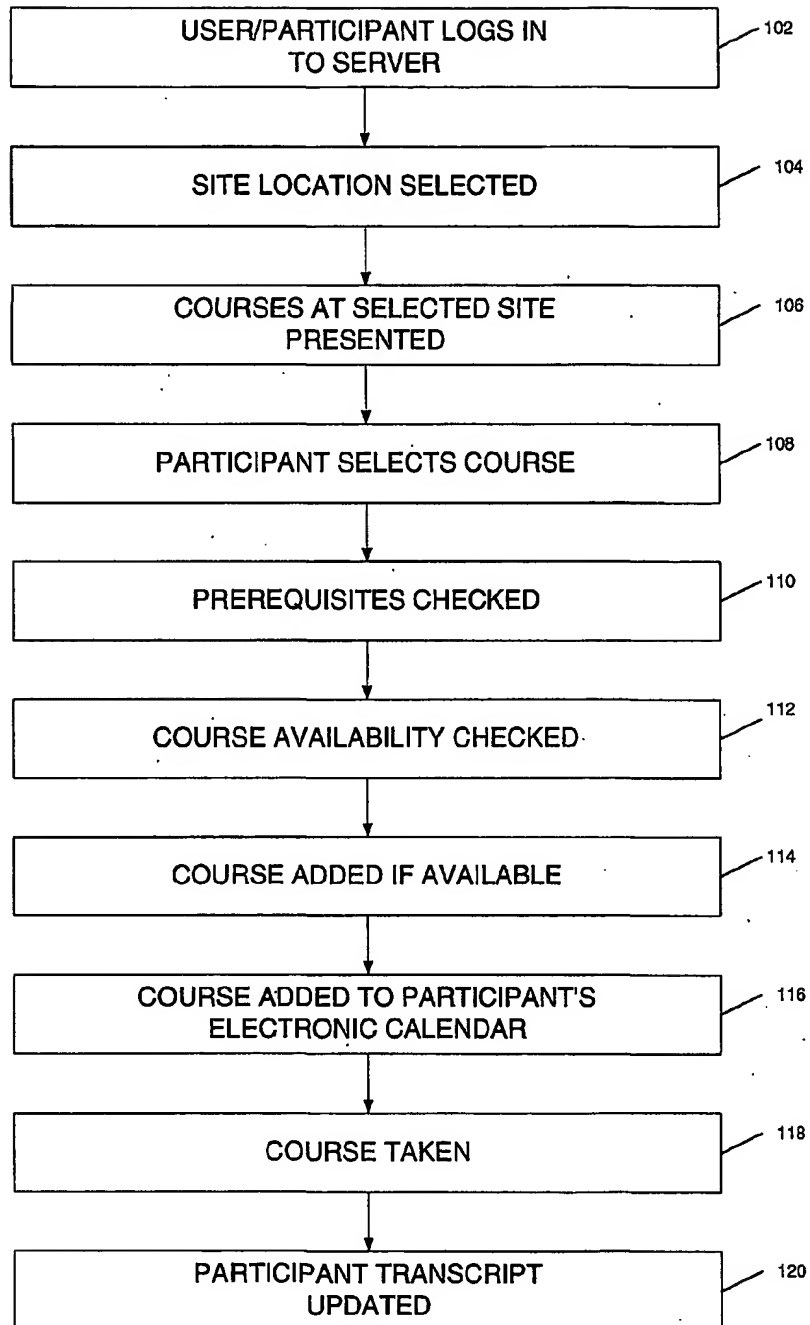 USER/PARTICIPANT LOGS IN
TO SERVER
102
SITE LOCATION SELECTED
104
COURSES AT SELECTED SITE
PRESENTED
106
PARTICIPANT SELECTS COURSE
108
PREREQUISITES CHECKED
110
COURSE AVAILABILITY CHECKED
112
COURSE ADDED IF AVAILABLE
114
COURSE ADDED TO PARTICIPANT'S
ELECTRONIC CALENDAR
116
COURSE TAKEN
118
PARTICIPANT TRANSCRIPT
UPDATED
120